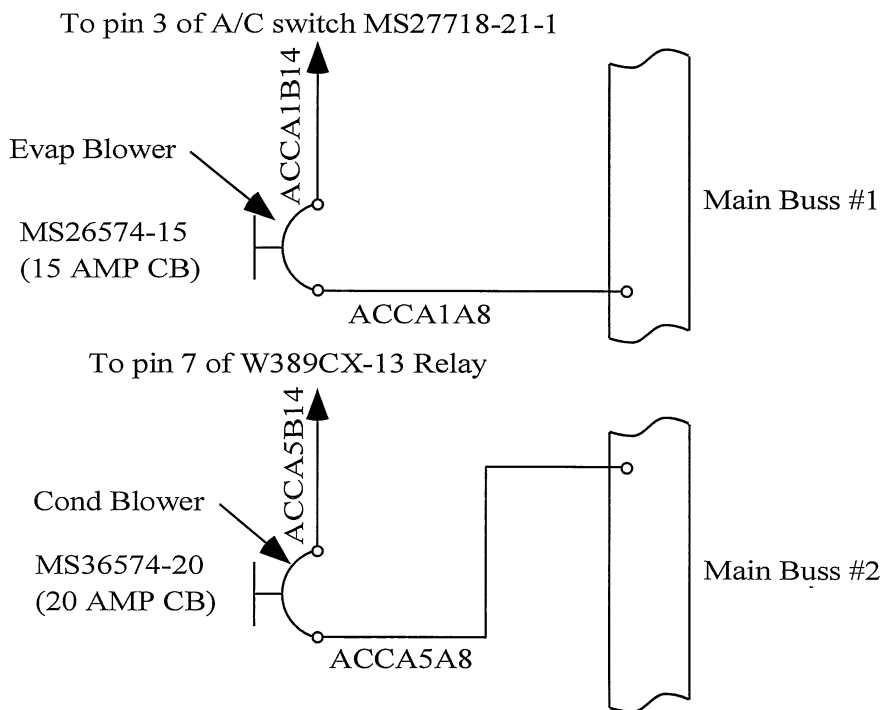 To pin 3 of A/C switch MS27718-21-1
ACCA1B14
Evap Blower
MS26574-15
(15 AMP CB)
Main Buss #1
ACCA1A8
To pin 7 of W389CX-13 Relay
ACCA5B14
Cond Blower
MS36574-20
(20 AMP CB)
Main Buss #2
ACCA5A8